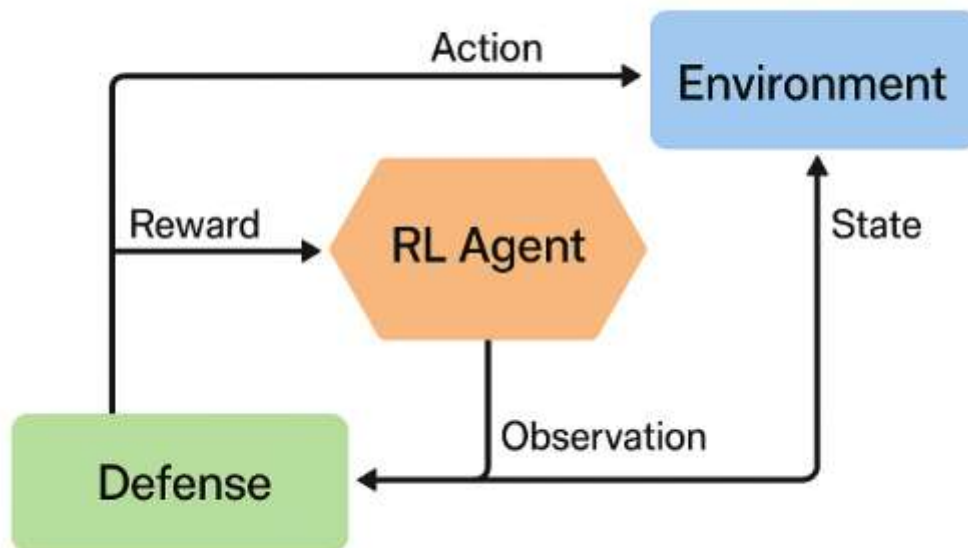 Action
Environment
Reward
RL Agent
State
Observation
Defense